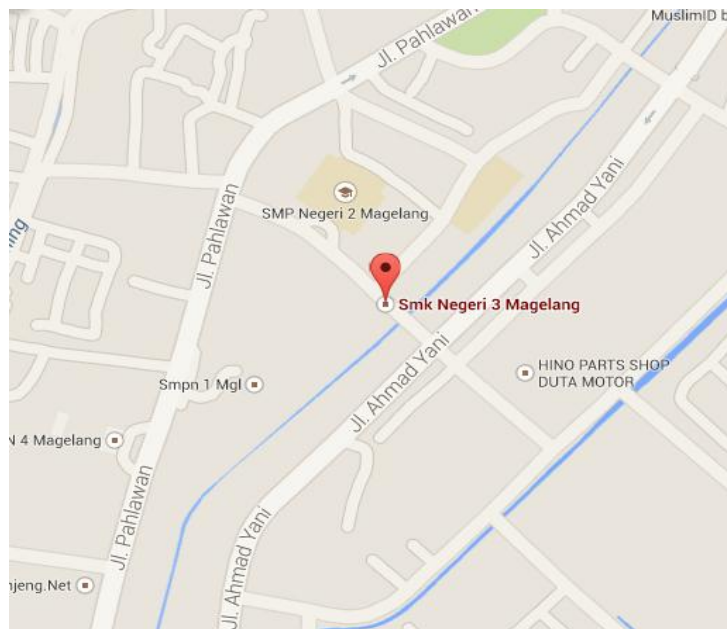 MuslimID b
Jl. Pahlawan
SMP Negeri 2 Magelang
Jl. Ahmad Yani
Jl. Pahlawan
ing
Smk Negeri 3 Magelang
Jl. Ahmad Yani
HINO PARTS SHOP
DUTA MOTOR
Smpn 1 Mgl
N 4 Magelang
Jl. Pahlawan
njeng.Net
Jl. Ahmad Yani